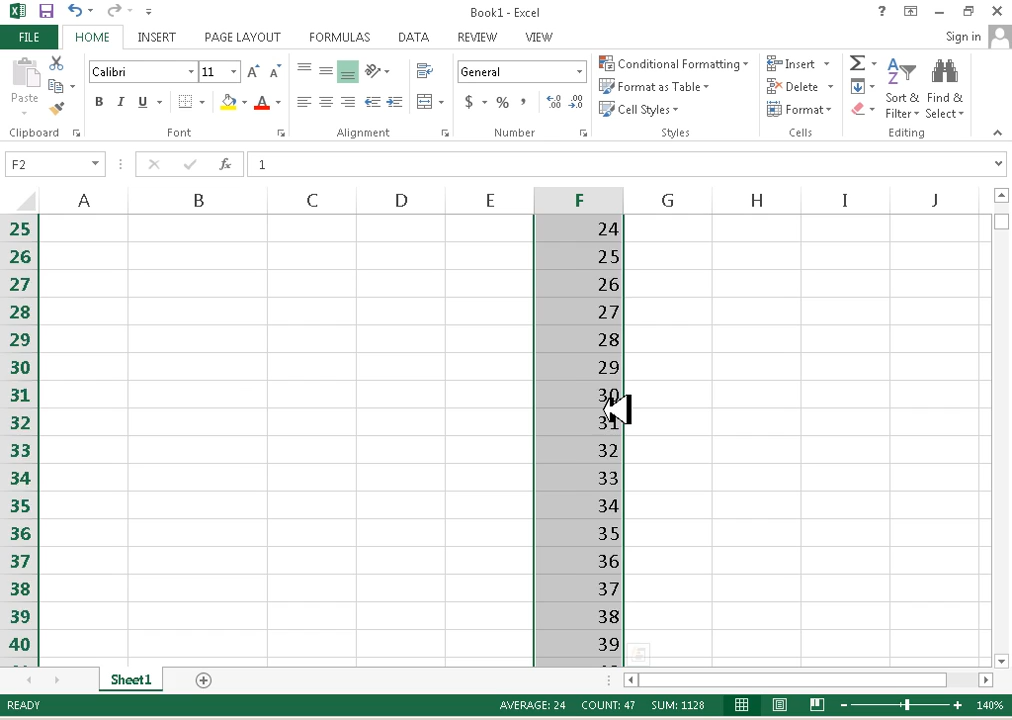 Book1 - Excel
FILE HOME INSERT PAGE LAYOUT FORMULAS DATA REVIEW VIEW Sign in
Calibri 11 General Conditional Formatting Insert
Paste Format as Table Delete Sort & Find &
B I U $ % , .00 .00 Cell Styles Format Filter Select
Clipboard Font Alignment Number Styles Cells Editing
F2 fx 1
A B C D E F G H I J
25 24
26 25
27 26
28 27
29 28
30 29
31 30
32 31
33 32
34 33
35 34
36 35
37 36
38 37
39 38
40 39
Sheet1
READY AVERAGE: 24 COUNT: 47 SUM: 1128 140%